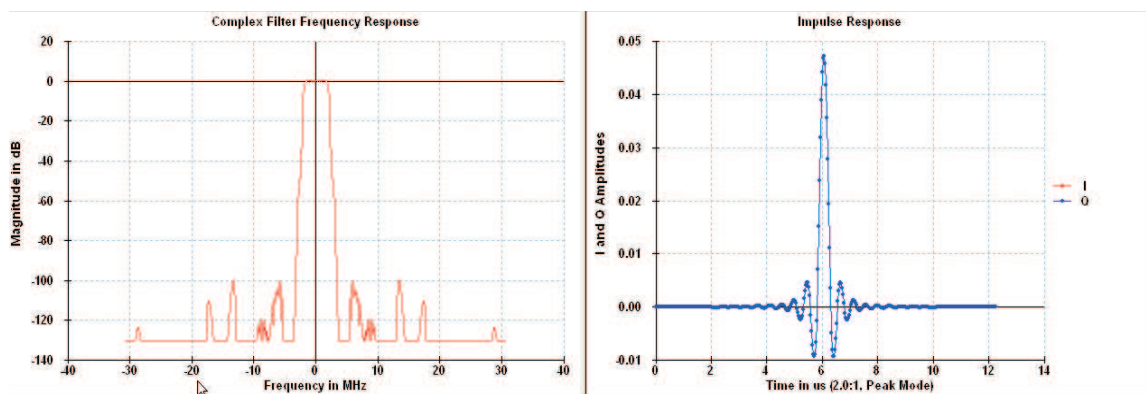 Complex Filter Frequency Response
20
0
-20
-40
-60
-80
-100
-120
-140
Magnitude in dB
-40 -30 -20 -10 0 10 20 30 40
Frequency in MHz
Impulse Response
0.05
0.04
0.03
0.02
0.01
0.00
-0.01
I and Q Amplitudes
0 2 4 6 8 10 12 14
Time in us (2.0:1, Peak Mode)
I
Q